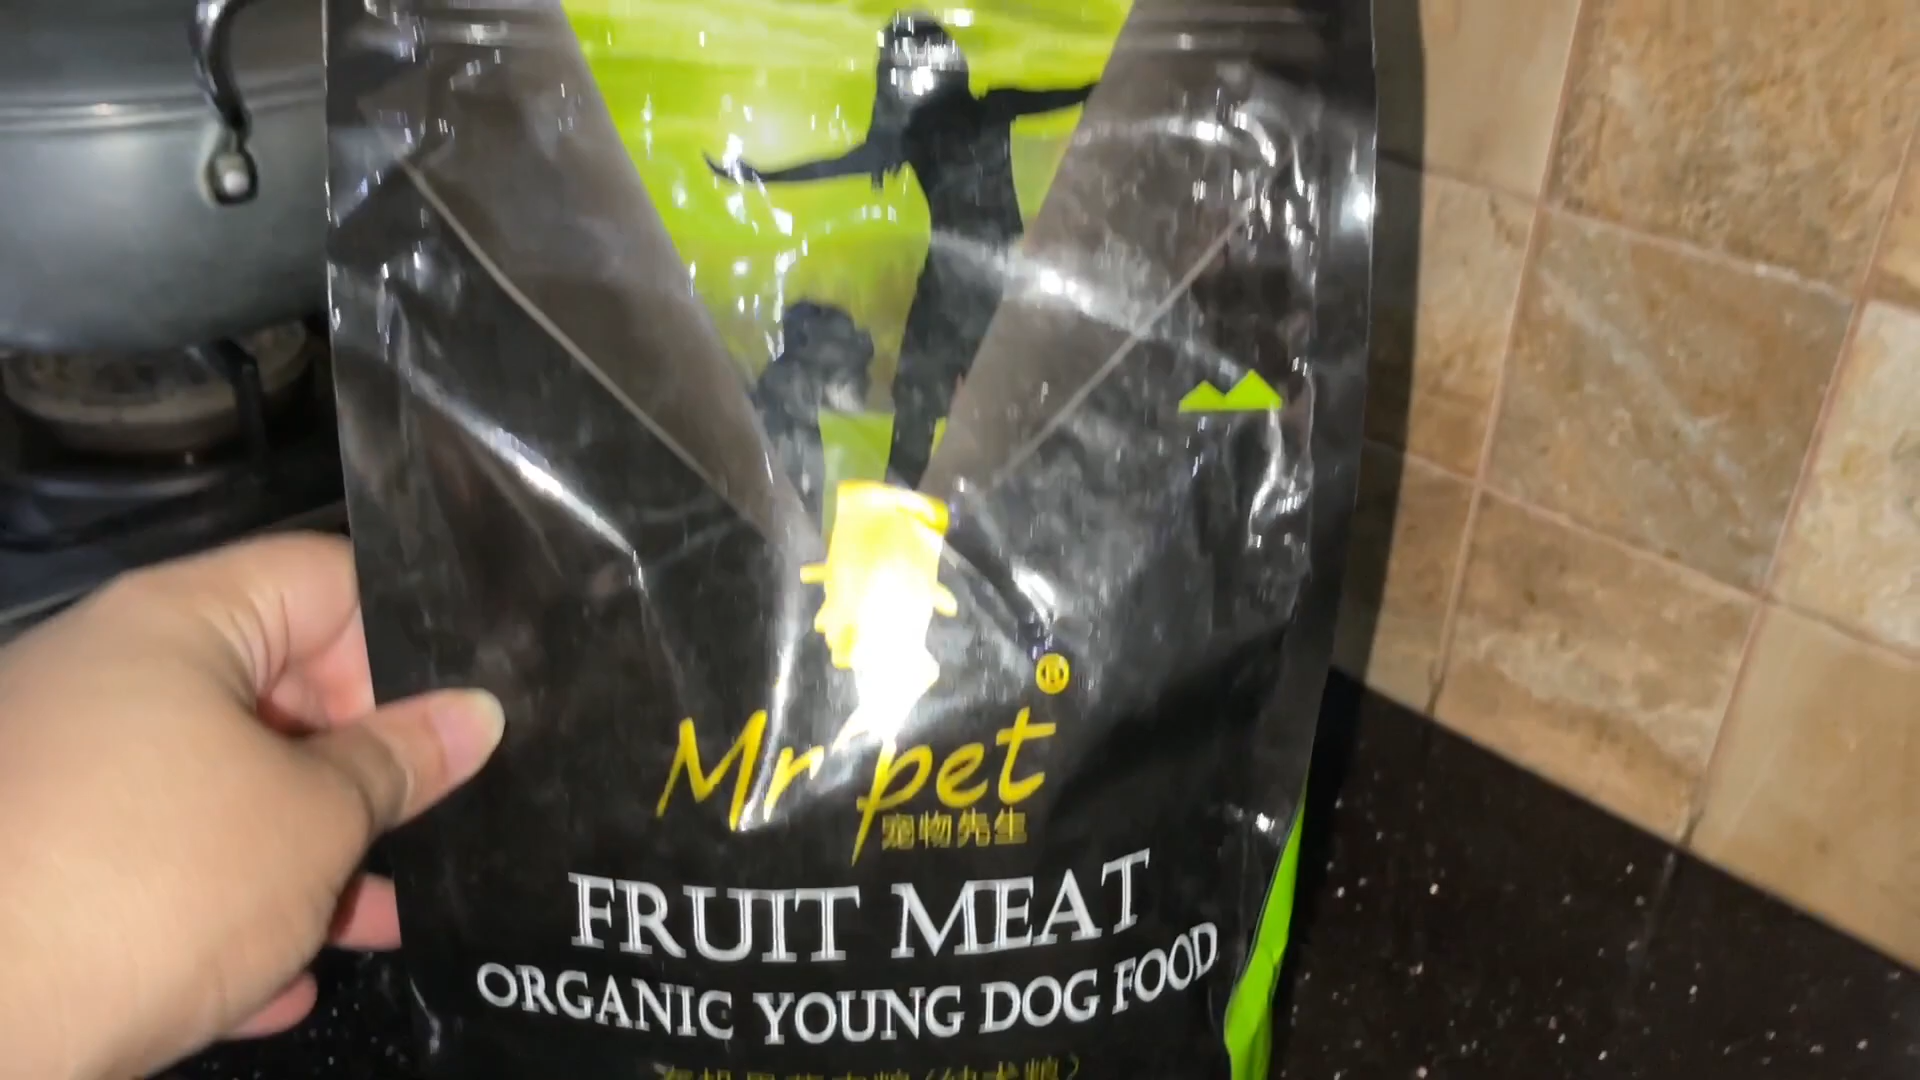 ®
Mr pet
宠物先生
FRUIT MEAT
ORGANIC YOUNG DOG FOOD